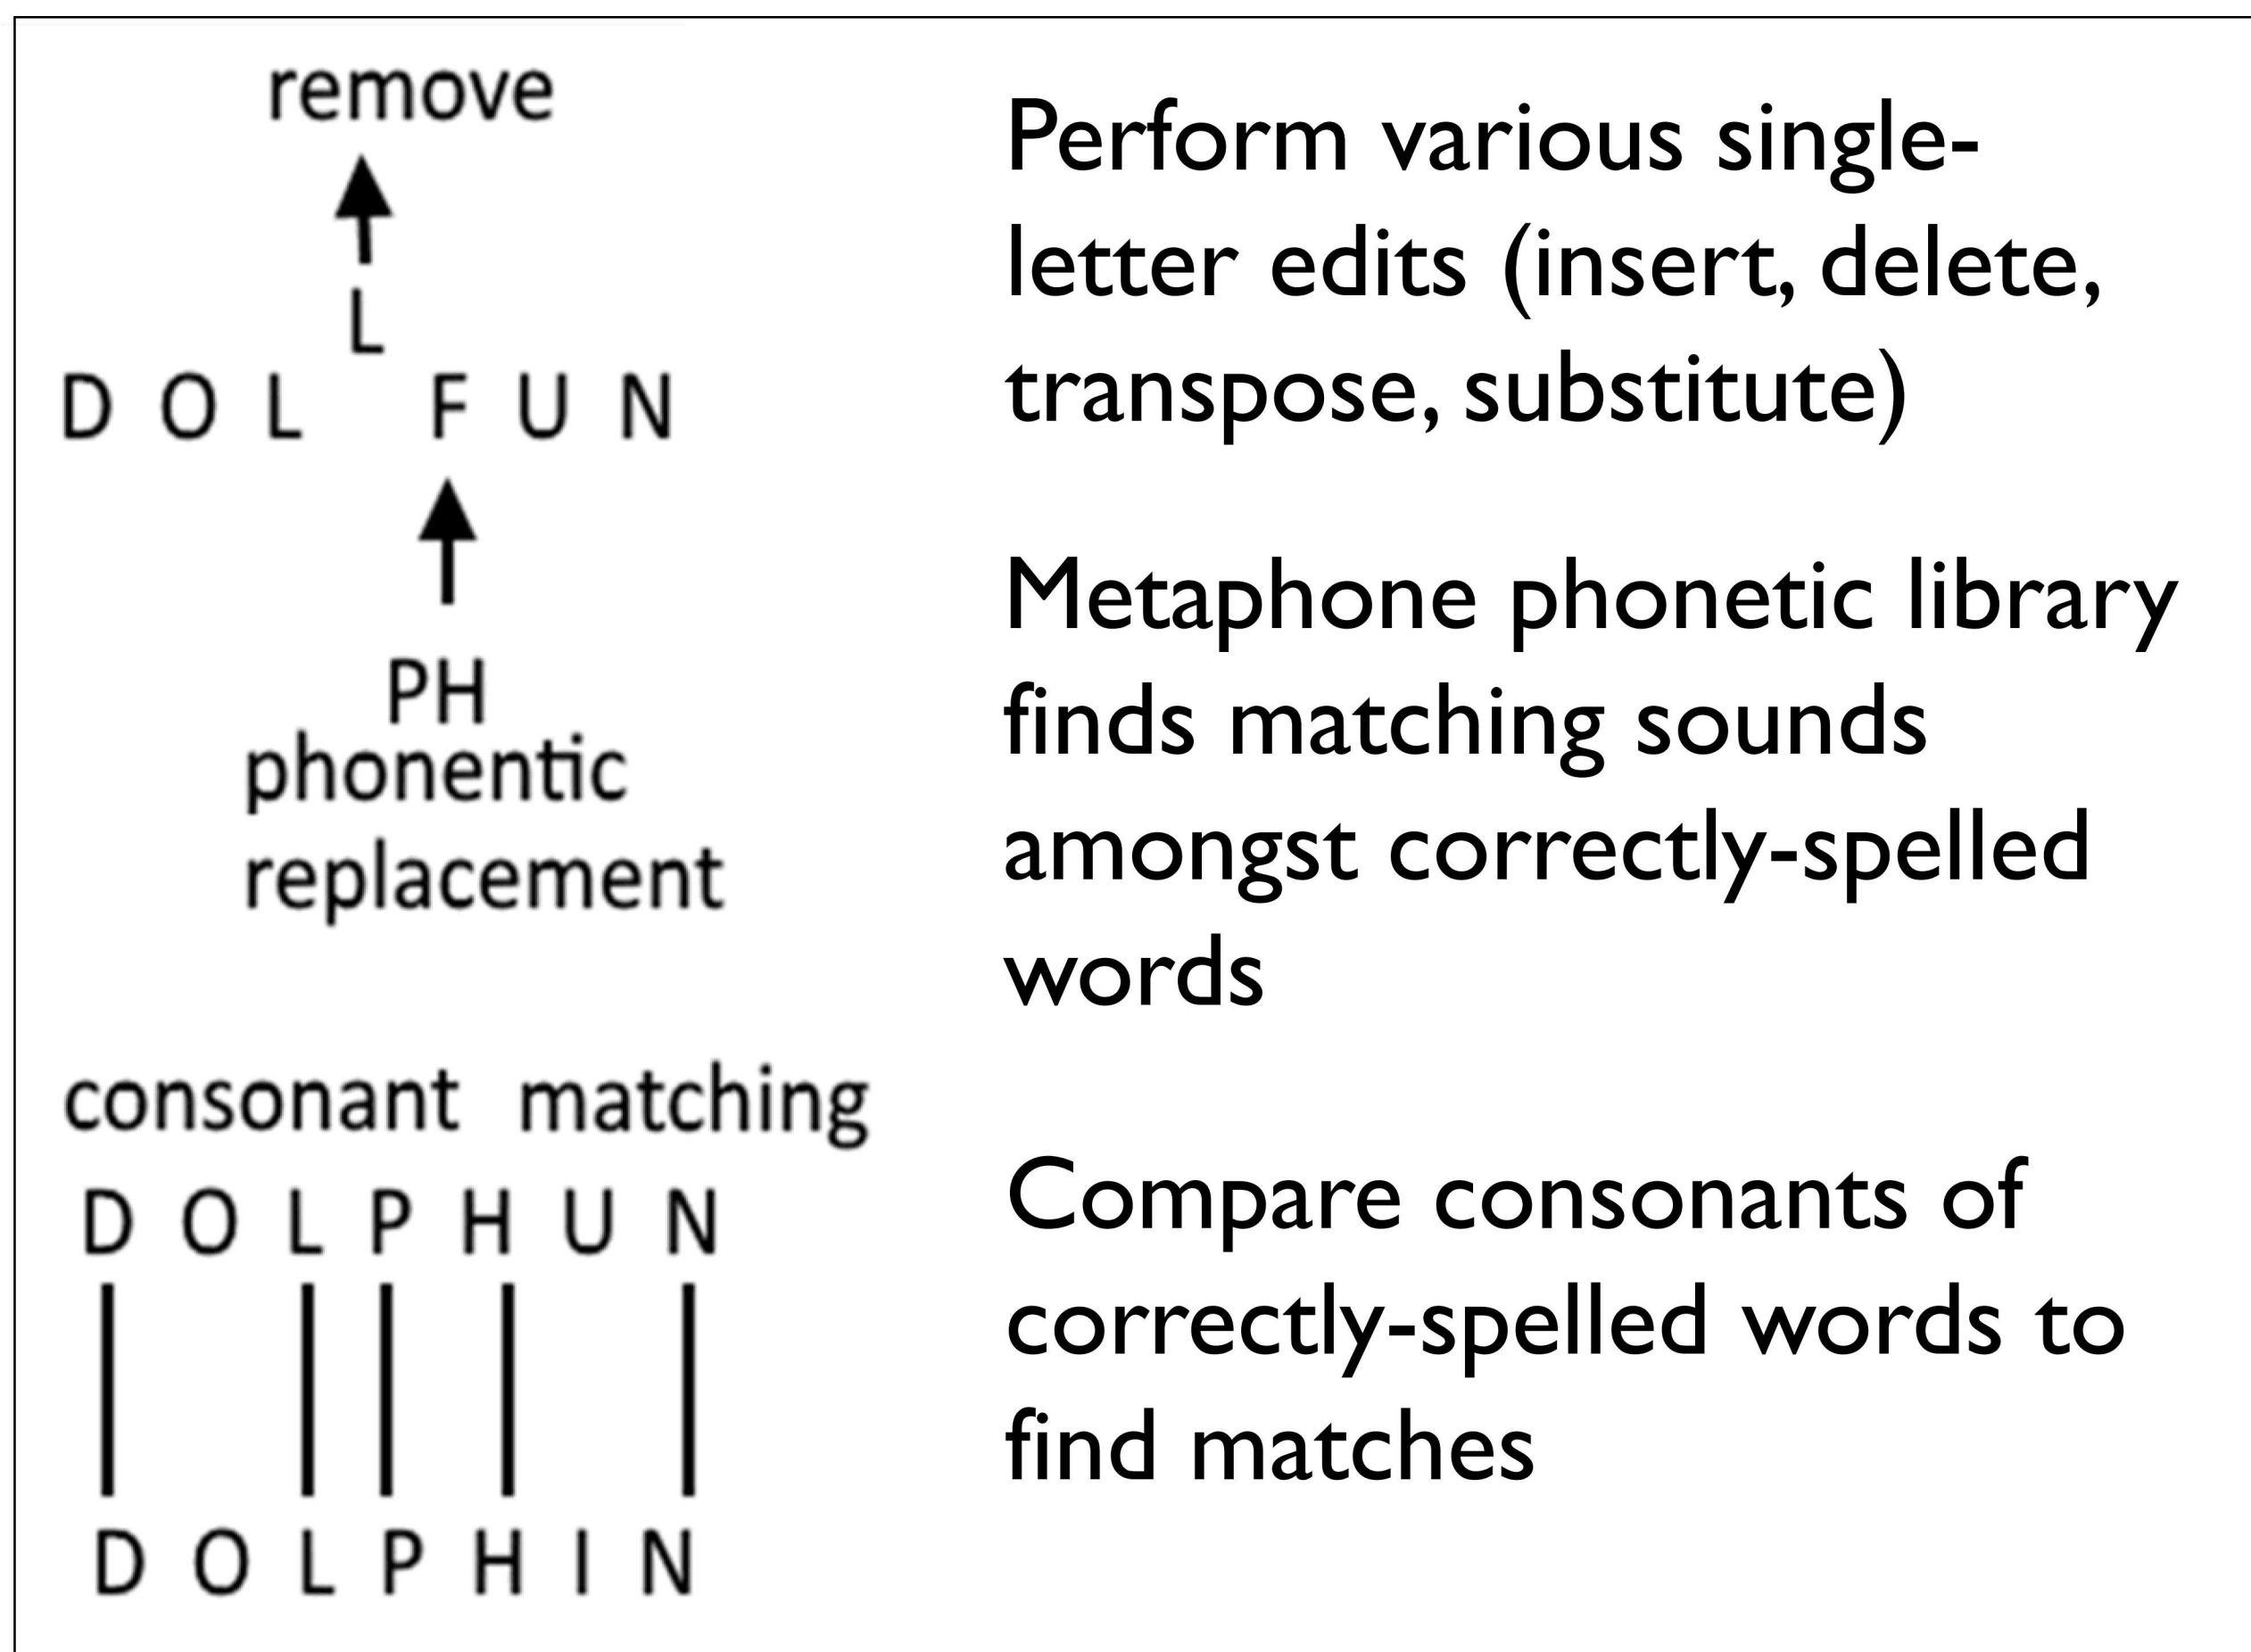 remove
L
D O L F U N
PH
phonentic
replacement
consonant matching
D O L P H U N
D O L P H I N
Perform various single-
letter edits (insert, delete,
transpose, substitute)
Metaphone phonetic library
finds matching sounds
amongst correctly-spelled
words
Compare consonants of
correctly-spelled words to
find matches